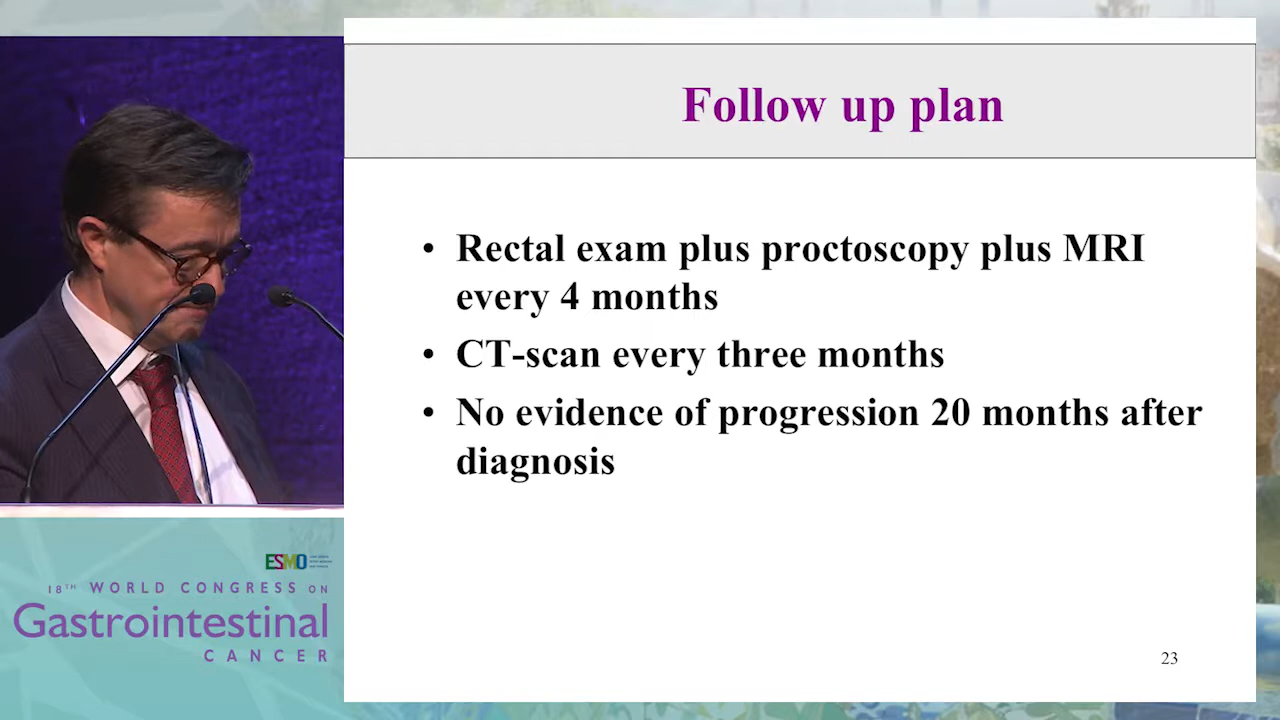 Follow up plan
• Rectal exam plus proctoscopy plus MRI
every 4 months
• CT-scan every three months
• No evidence of progression 20 months after
diagnosis
23
ESMO
18TH WORLD CONGRESS ON
Gastrointestinal
CANCER